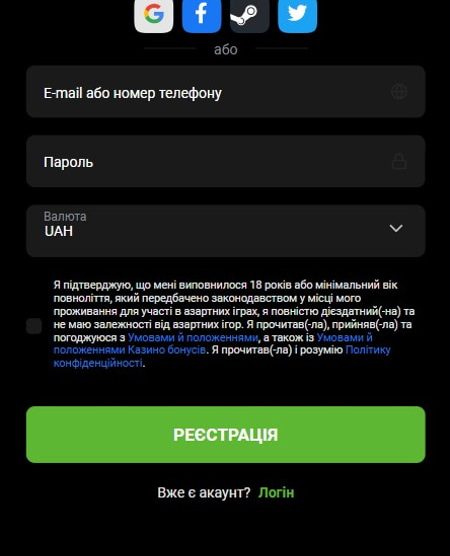 або
E-mail або номер телефону
Пароль
Валюта
UAH
Я підтверджую, що мені виповнилося 18 років або мінімальний вік
повноліття, який передбачено законодавством у місці мого
проживання для участі в азартних іграх, я повністю дієздатний(-на) та
не маю залежності від азартних ігор. Я прочитав(-ла), прийняв(-ла) та
погоджуюся з Умовами й положеннями, а також із Умовами й
положеннями Казино бонусів. Я прочитав(-ла) і розумію Політику
конфіденційності.
РЕЄСТРАЦІЯ
Вже є акаунт? Логін